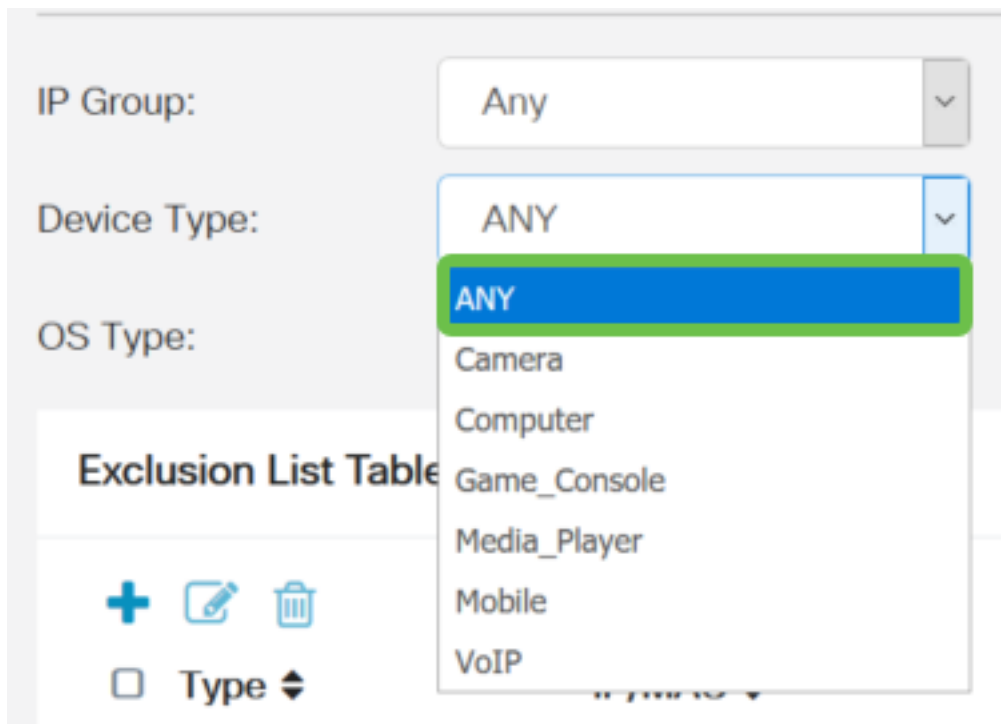 IP Group: Any
Device Type: ANY
ANY
OS Type:
Camera
Computer
Exclusion List Table
Game_Console
Media_Player
Mobile
VoIP
Type